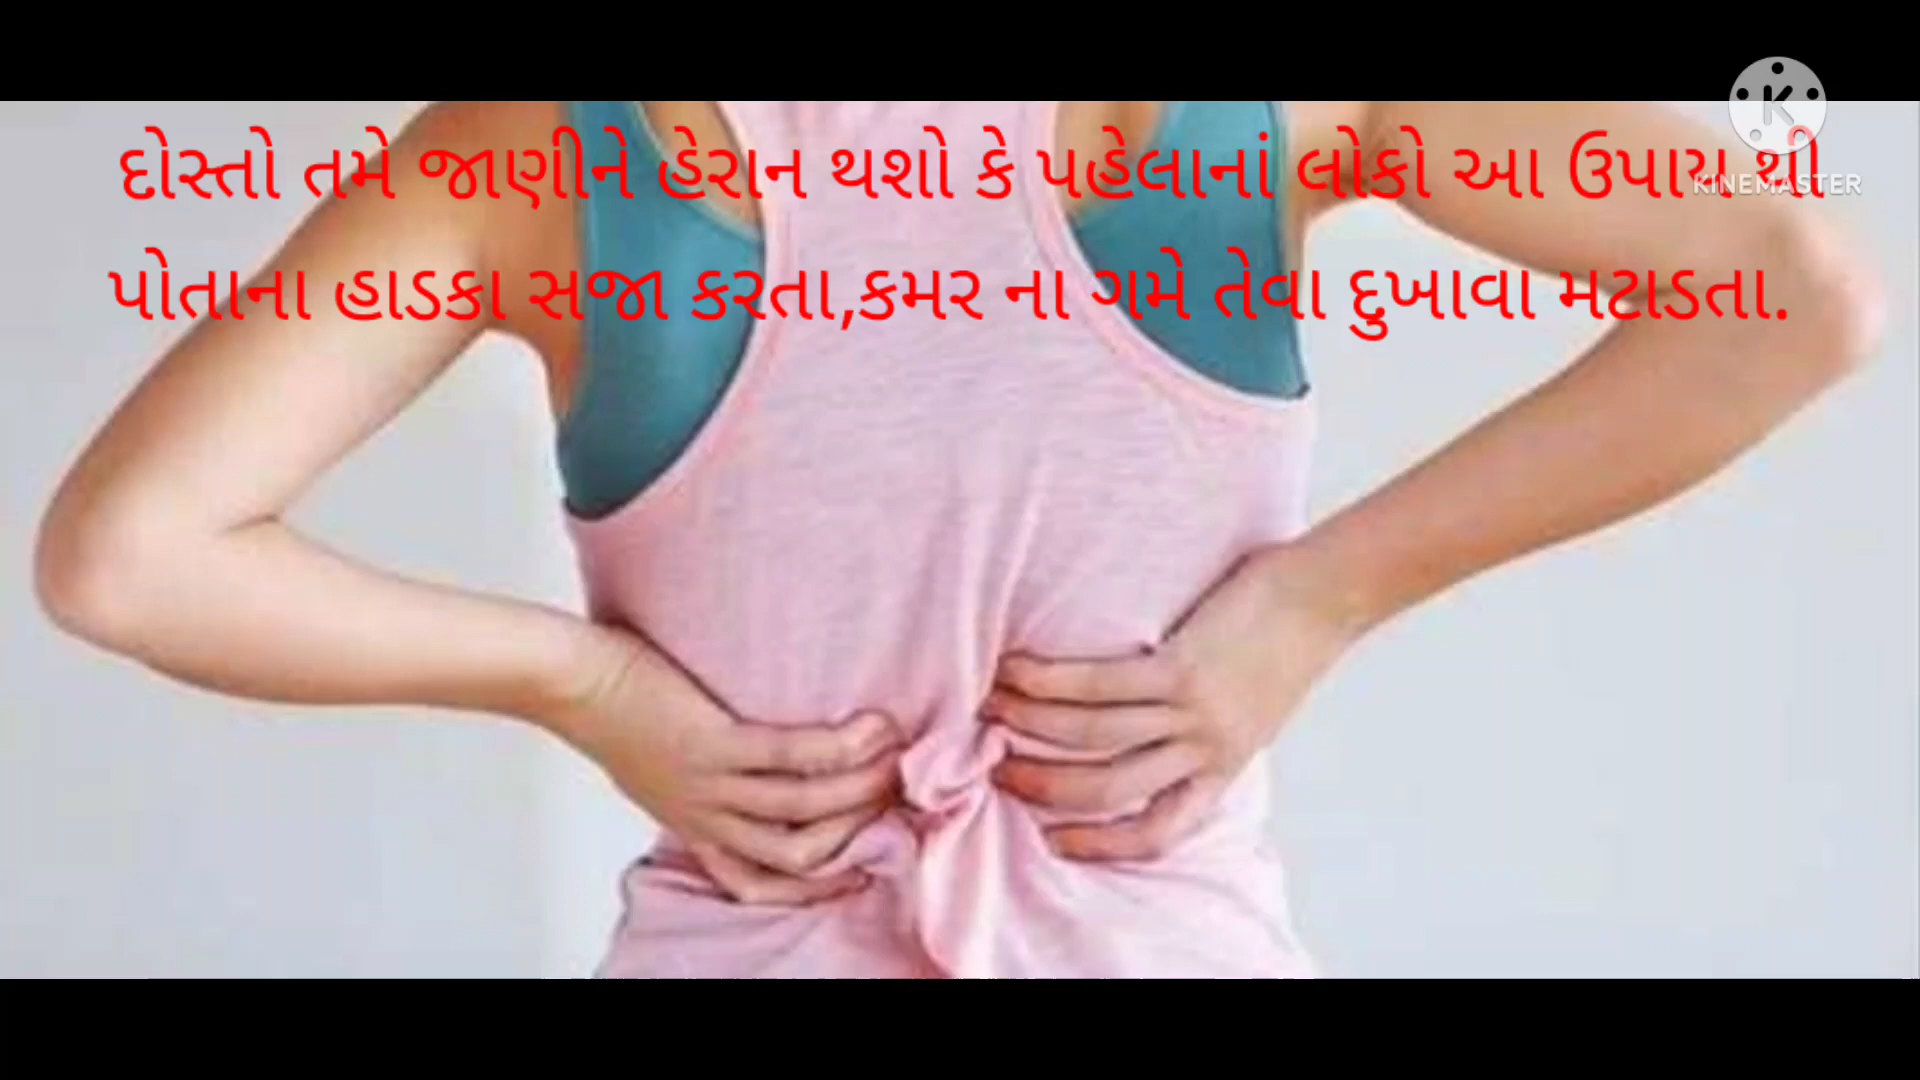 દોસ્તો તમે જાણીને હેરાન થશો કે પહેલાનાં લોકો આ ઉપાય થી
પોતાના હાડકા સજા કરતા,કમર ના ગમે તેવા દુખાવા મટાડતા.
KINEMASTER